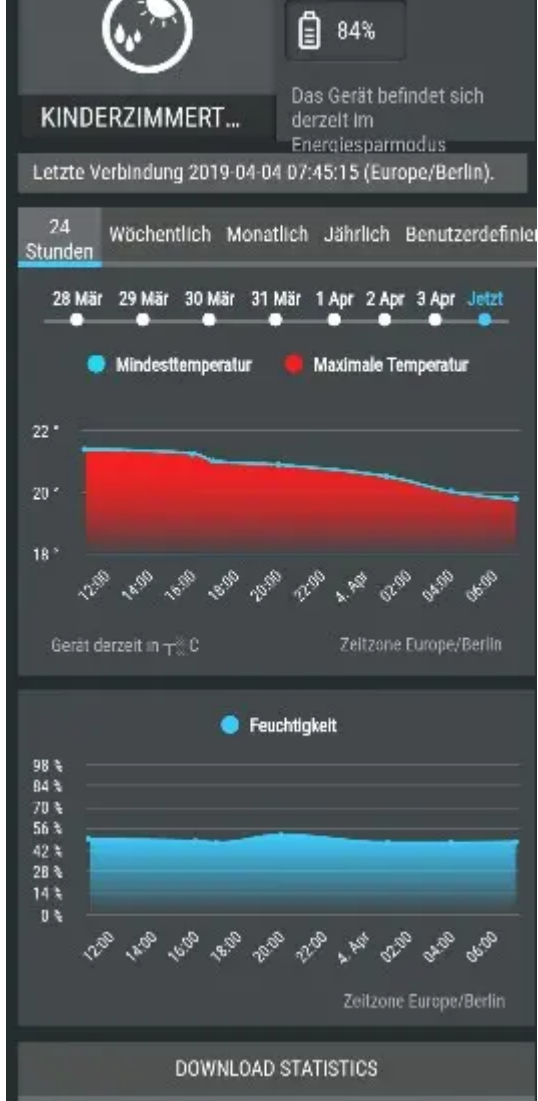 84%
Das Gerät befindet sich
derzeit im
Energiesparmodus
KINDERZIMMERT...
Letzte Verbindung 2019-04-04 07:45:15 (Europe/Berlin).
24
Stunden
Wöchentlich Monatlich Jährlich Benutzerdefinier
28 Mär 29 Mär 30 Mär 31 Mär 1 Apr 2 Apr 3 Apr Jetzt
Mindesttemperatur Maximale Temperatur
22 °
20 °
18 °
12:00 14:00 16:00 18:00 20:00 22:00 4. Apr 02:00 04:00 06:00
Gerät derzeit in ┬░ C Zeitzone Europe/Berlin
Feuchtigkeit
98 %
84 %
70 %
56 %
42 %
28 %
14 %
0 %
12:00 14:00 16:00 18:00 20:00 22:00 4. Apr 02:00 04:00 06:00
Zeitzone Europe/Berlin
DOWNLOAD STATISTICS